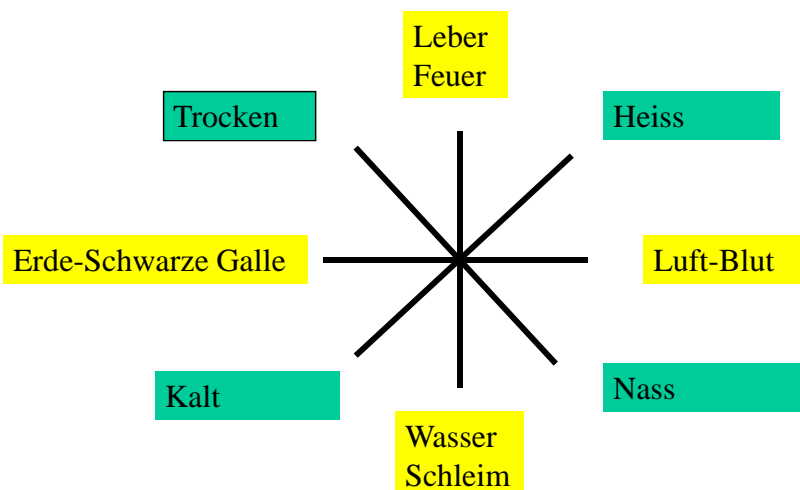 Leber
Feuer
Trocken
Heiss
Erde-Schwarze Galle
Luft-Blut
Kalt
Nass
Wasser
Schleim